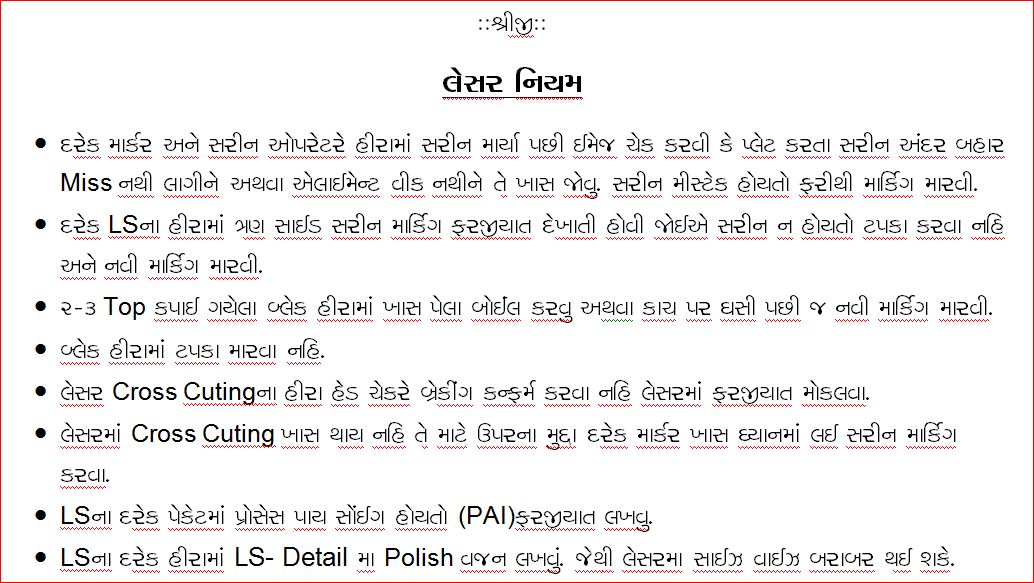 ::શ્રીજી::
લેસર નિયમ
• દરેક માર્કર અને સરીન ઓપરેટરે હીરામાં સરીન માર્યા પછી ઈમેજ ચેક કરવી કે પ્લેટ કરતા સરીન અંદર બહાર
Miss નથી લાગીને અથવા એલાઈમેન્ટ વીક નથીને તે ખાસ જોવુ. સરીન મીસ્ટેક હોયતો ફરીથી માર્કિંગ મારવી.
• દરેક LSના હીરામાં ત્રણ સાઈડ સરીન માર્કિંગ ફરજીયાત દેખાતી હોવી જોઈએ સરીન ન હોયતો ટપકા કરવા નહિ
અને નવી માર્કિંગ મારવી.
• ૨-૩ Top કપાઈ ગયેલા બ્લેક હીરામાં ખાસ પેલા બોઈલ કરવુ અથવા કાચ પર ઘસી પછી જ નવી માર્કિંગ મારવી.
• બ્લેક હીરામાં ટપકા મારવા નહિ.
• લેસર Cross Cutingના હીરા હેડ ચેકરે બ્રેકીંગ કન્ફર્મ કરવા નહિ લેસરમાં ફરજીયાત મોકલવા.
• લેસરમાં Cross Cuting ખાસ થાય નહિ તે માટે ઉપરના મુદ્દા દરેક માર્કર ખાસ ધ્યાનમાં લઈ સરીન માર્કિંગ
કરવા.
• LSના દરેક પેકેટમાં પ્રોસેસ પાય સોંઈગ હોયતો (PAI)ફરજીયાત લખવુ.
• LSના દરેક હીરામાં LS- Detail મા Polish વજન લખવું. જેથી લેસરમા સાઈઝ વાઈઝ બરાબર થઈ શકે.